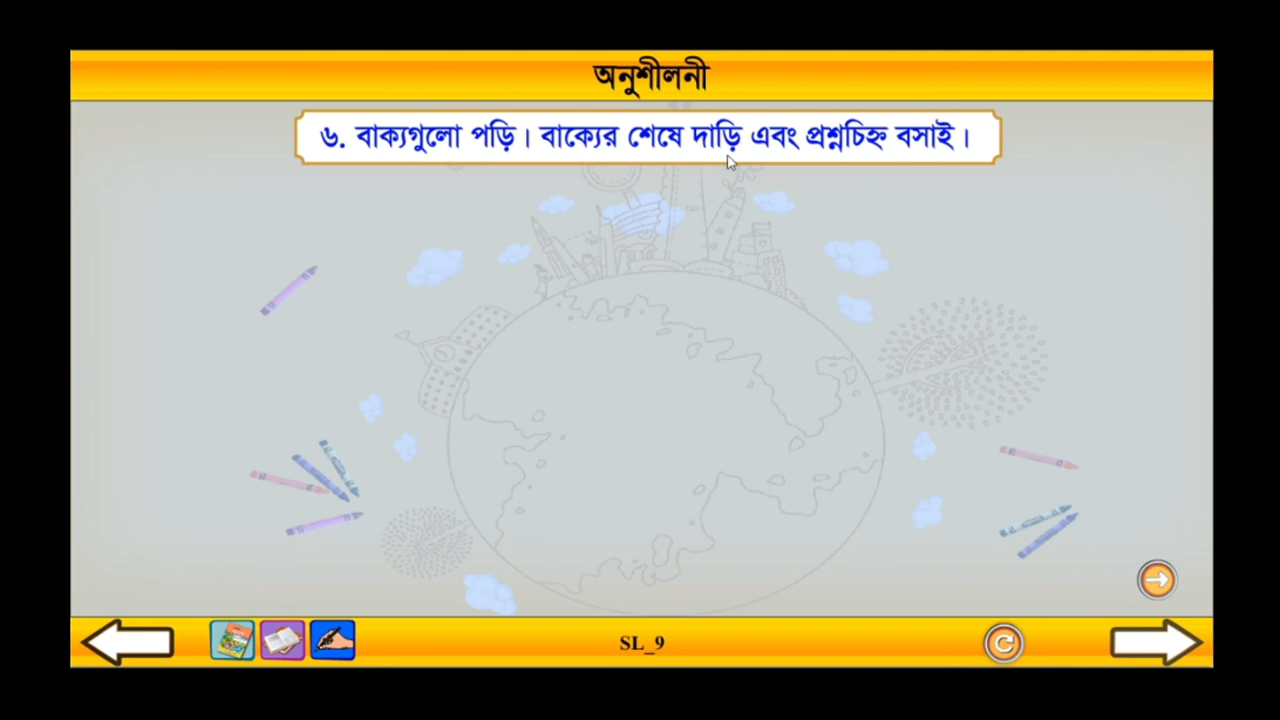 অনুশীলনী
৬. বাক্যগুলো পড়ি। বাক্যের শেষে দাড়ি এবং প্রশ্নচিহ্ন বসাই।
SL_9